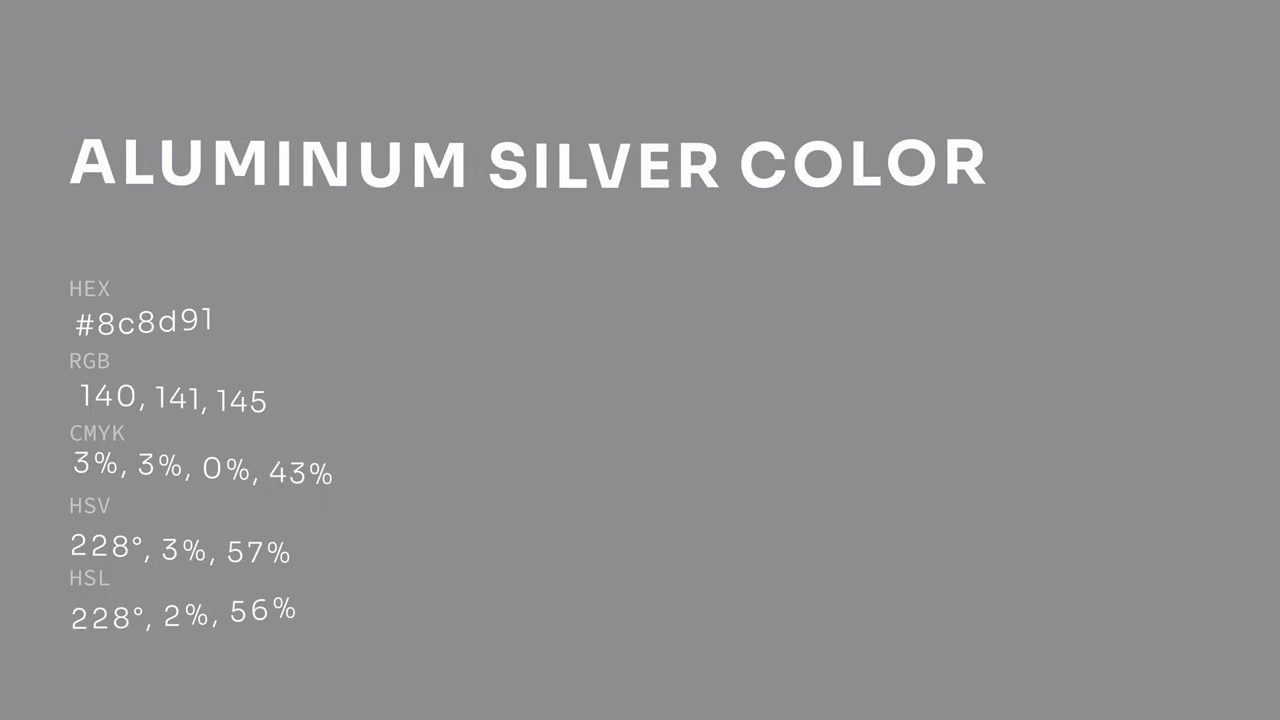 ALUMINUM SILVER COLOR
HEX
#8c8d91
RGB
140, 141, 145
CMYK
3%, 3%, 0%, 43%
HSV
228°, 3%, 57%
HSL
228°, 2%, 56%